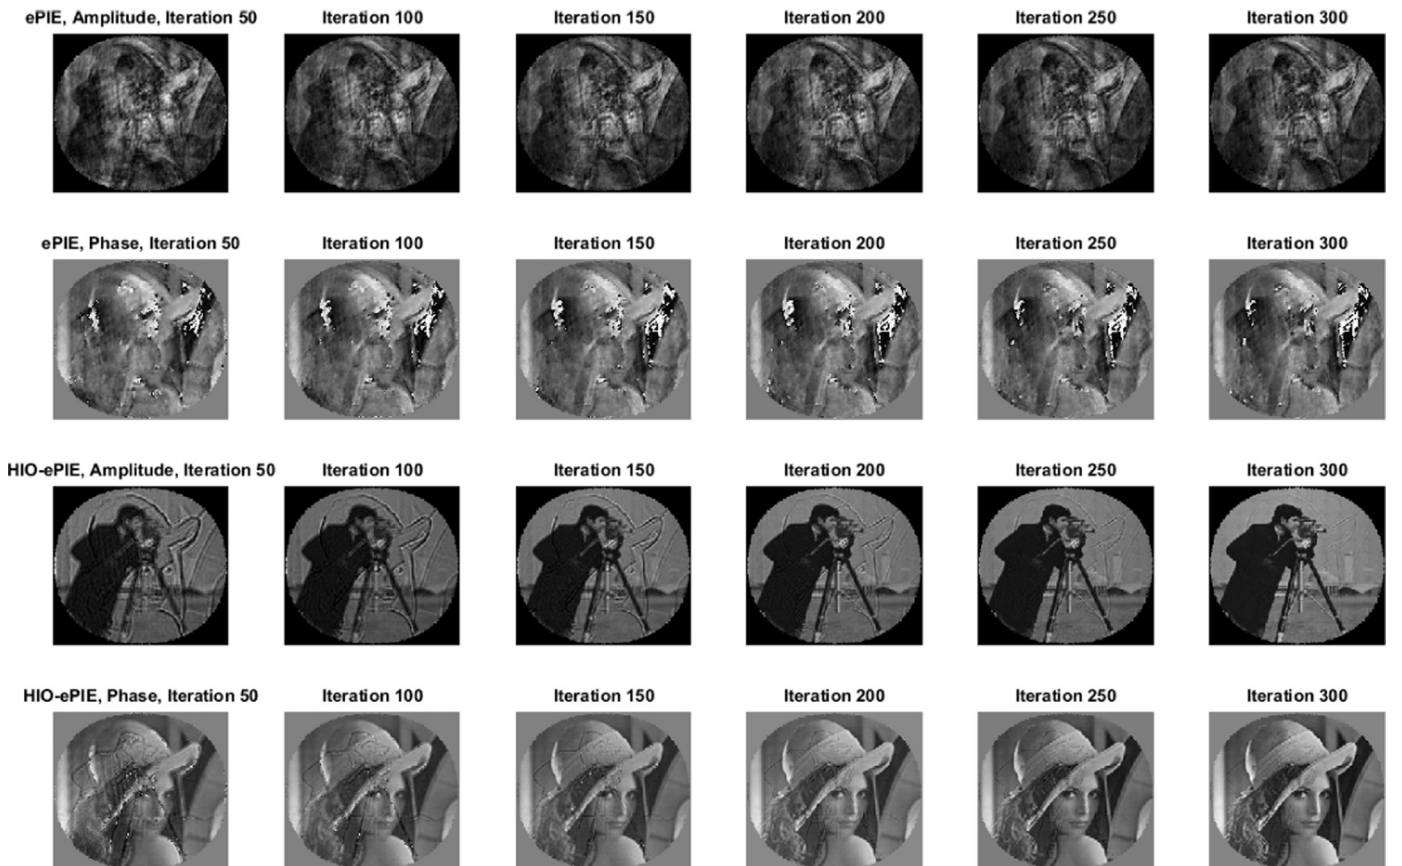 ePIE, Amplitude, Iteration 50 Iteration 100 Iteration 150 Iteration 200 Iteration 250 Iteration 300
ePIE, Phase, Iteration 50 Iteration 100 Iteration 150 Iteration 200 Iteration 250 Iteration 300
HIO-ePIE, Amplitude, Iteration 50 Iteration 100 Iteration 150 Iteration 200 Iteration 250 Iteration 300
HIO-ePIE, Phase, Iteration 50 Iteration 100 Iteration 150 Iteration 200 Iteration 250 Iteration 300